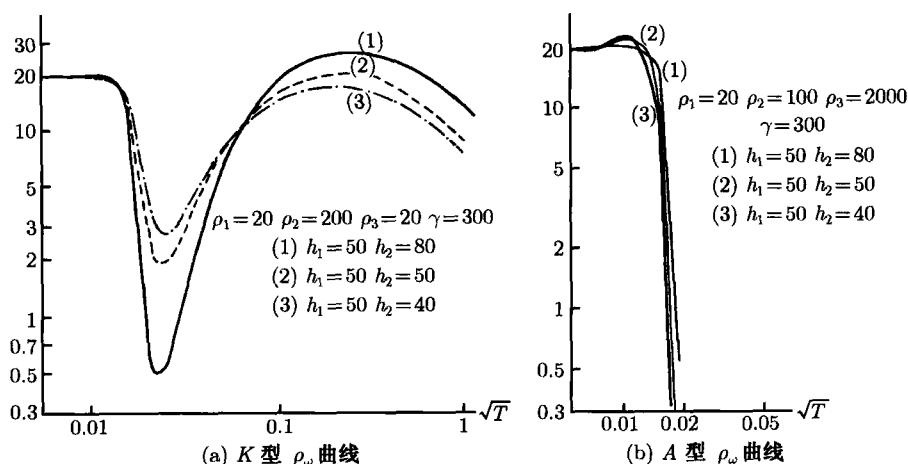 30
20
10
5
3
2
1
0.7
0.5
0.3
(1)
(2)
(3)
ρ₁=20 ρ₂=200 ρ₃=20 γ=300
(1) h₁=50 h₂=80
(2) h₁=50 h₂=50
(3) h₁=50 h₂=40
0.01 0.1 1 √T
(a) K 型 ρ_ω 曲线
20
10
5
2
1
0.5
0.3
(2)
(1)
(3)
ρ₁=20 ρ₂=100 ρ₃=2000
γ=300
(1) h₁=50 h₂=80
(2) h₁=50 h₂=50
(3) h₁=50 h₂=40
0.01 0.02 0.05 √T
(b) A 型 ρ_ω 曲线